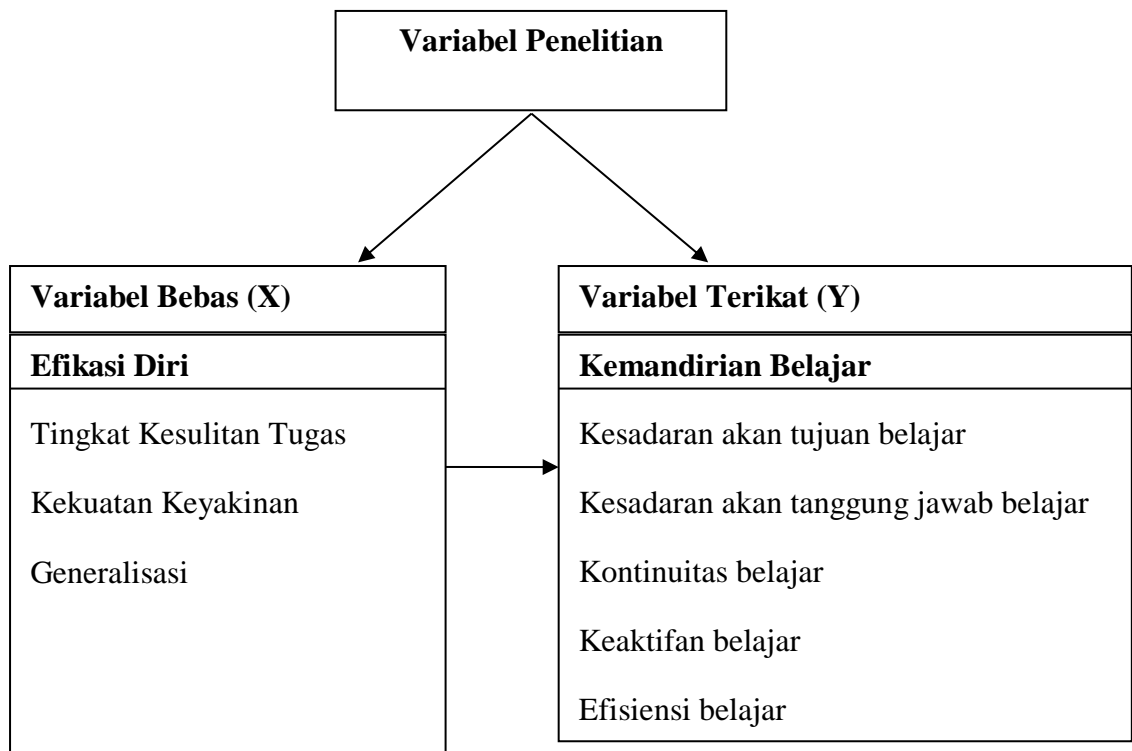 Variabel Penelitian
Variabel Bebas (X)
Efikasi Diri
Tingkat Kesulitan Tugas
Kekuatan Keyakinan
Generalisasi
Variabel Terikat (Y)
Kemandirian Belajar
Kesadaran akan tujuan belajar
Kesadaran akan tanggung jawab belajar
Kontinuitas belajar
Keaktifan belajar
Efisiensi belajar